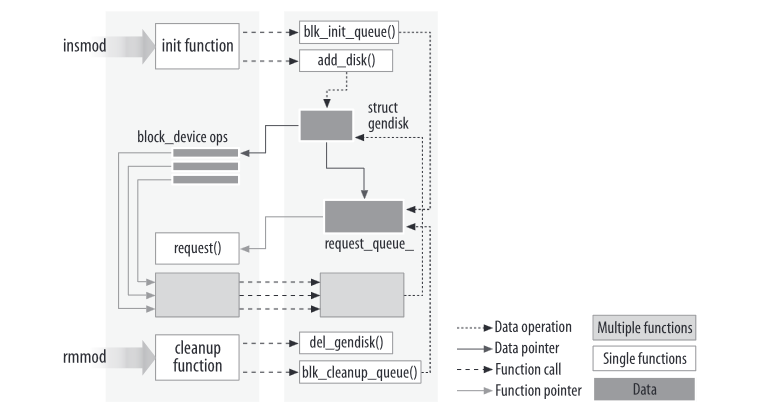 insmod
init function
blk_init_queue()
add_disk()
struct
gendisk
block_device ops
request_queue_
request()
rmmod
cleanup
function
del_gendisk()
blk_cleanup_queue()
Data operation
Data pointer
Function call
Function pointer
Multiple functions
Single functions
Data